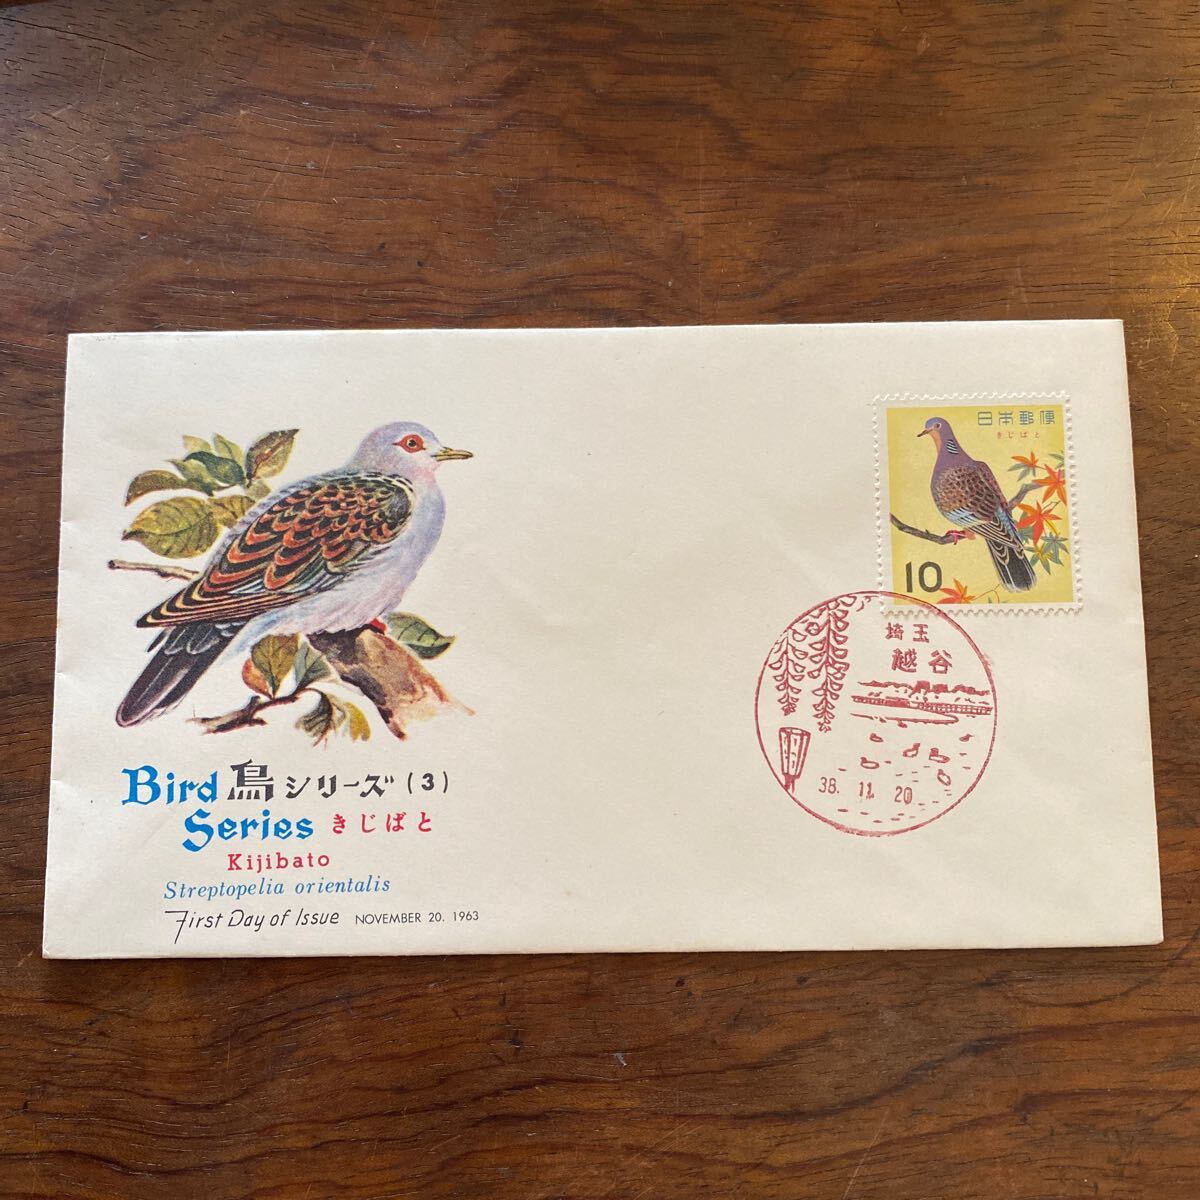 Bird 鳥シリーズ (3)
Series きじばと
Kijibato
Streptopelia orientalis
First Day of Issue NOVEMBER 20. 1963
日本郵便
きじばと
10
埼玉
越谷
38. 11. 20